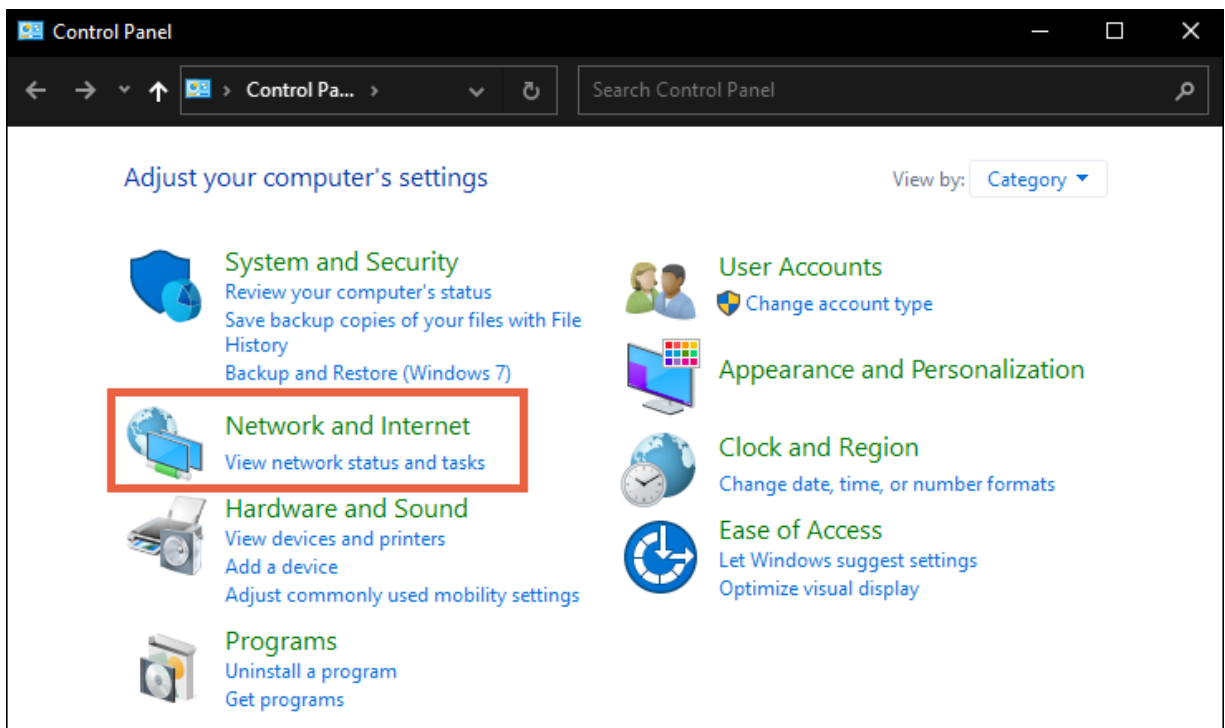 Control Panel
Control Pa...
Search Control Panel
Adjust your computer's settings
View by:
Category
System and Security
Review your computer's status
Save backup copies of your files with File
History
Backup and Restore (Windows 7)
Network and Internet
View network status and tasks
Hardware and Sound
View devices and printers
Add a device
Adjust commonly used mobility settings
Programs
Uninstall a program
Get programs
User Accounts
Change account type
Appearance and Personalization
Clock and Region
Change date, time, or number formats
Ease of Access
Let Windows suggest settings
Optimize visual display